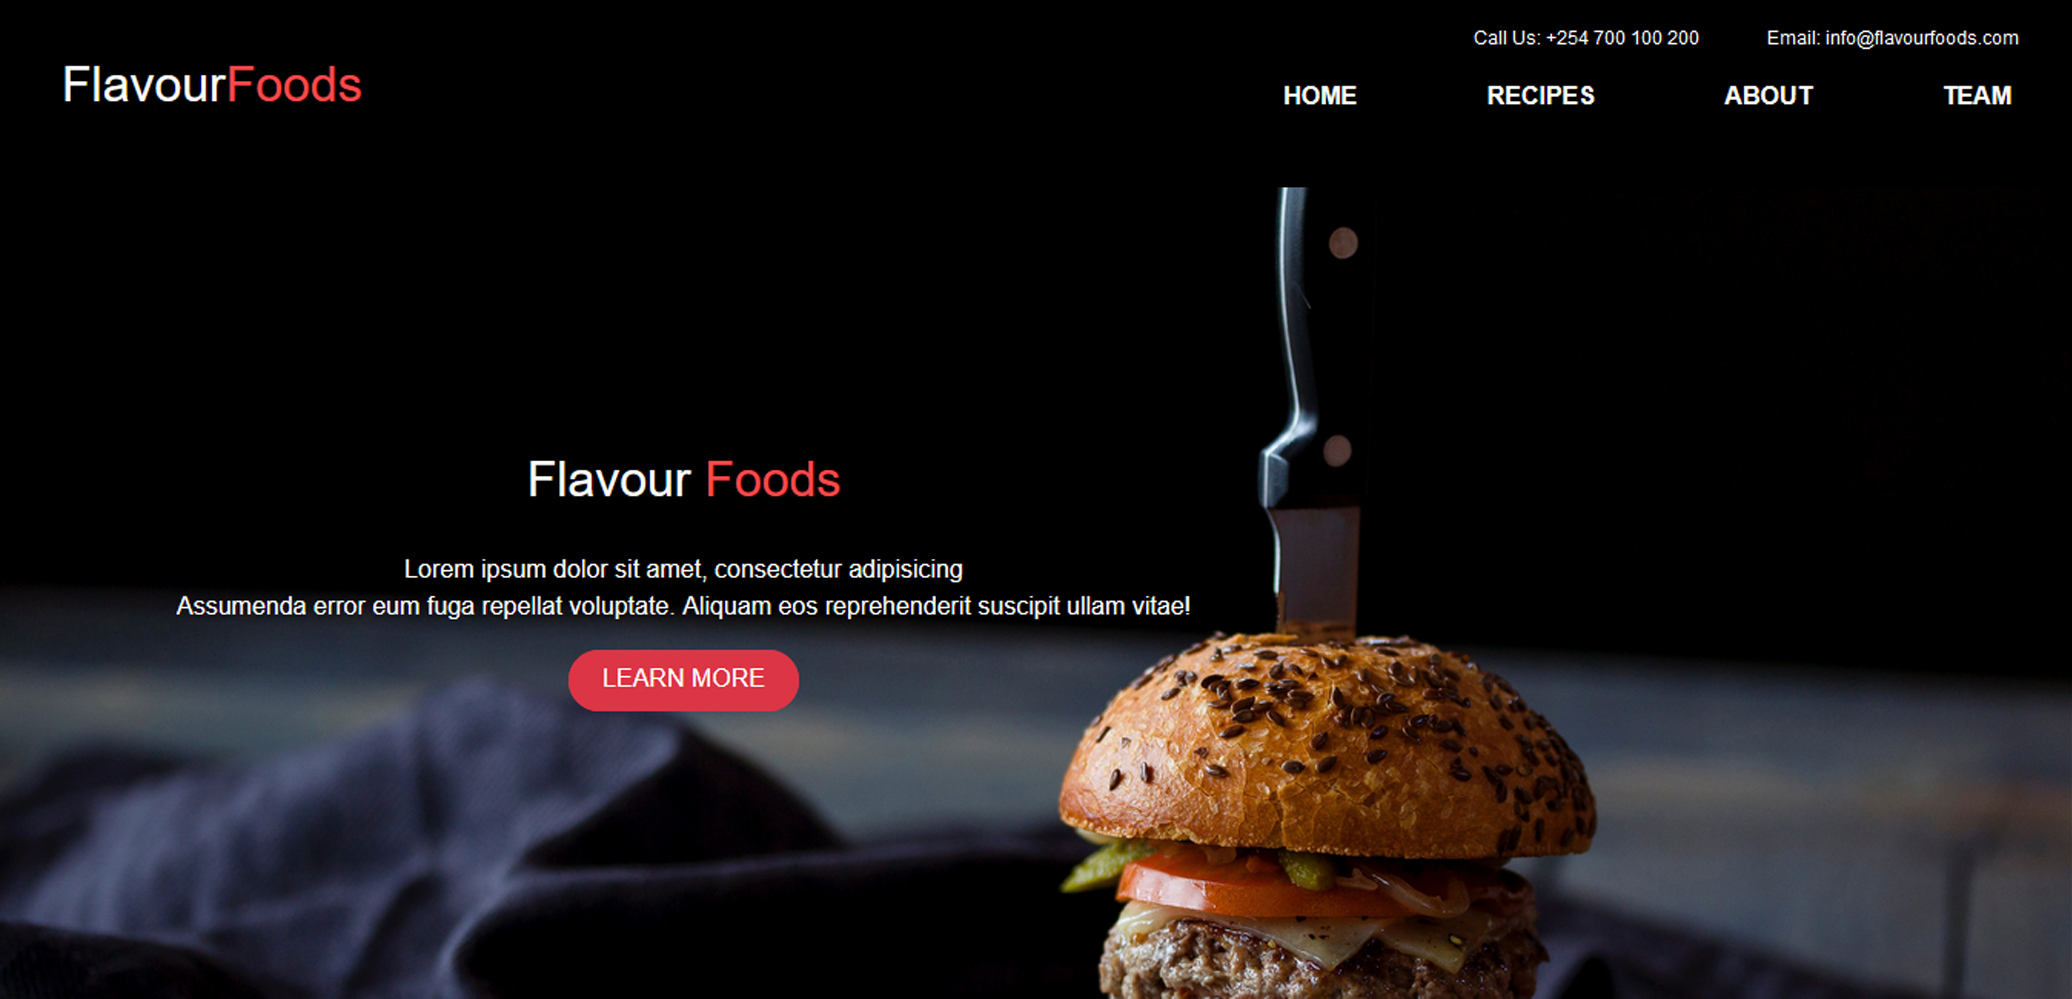 Call Us: +254 700 100 200 Email: info@flavourfoods.com
FlavourFoods
HOME RECIPES ABOUT TEAM
Flavour Foods
Lorem ipsum dolor sit amet, consectetur adipisicing
Assumenda error eum fuga repellat voluptate. Aliquam eos reprehenderit suscipit ullam vitae!
LEARN MORE